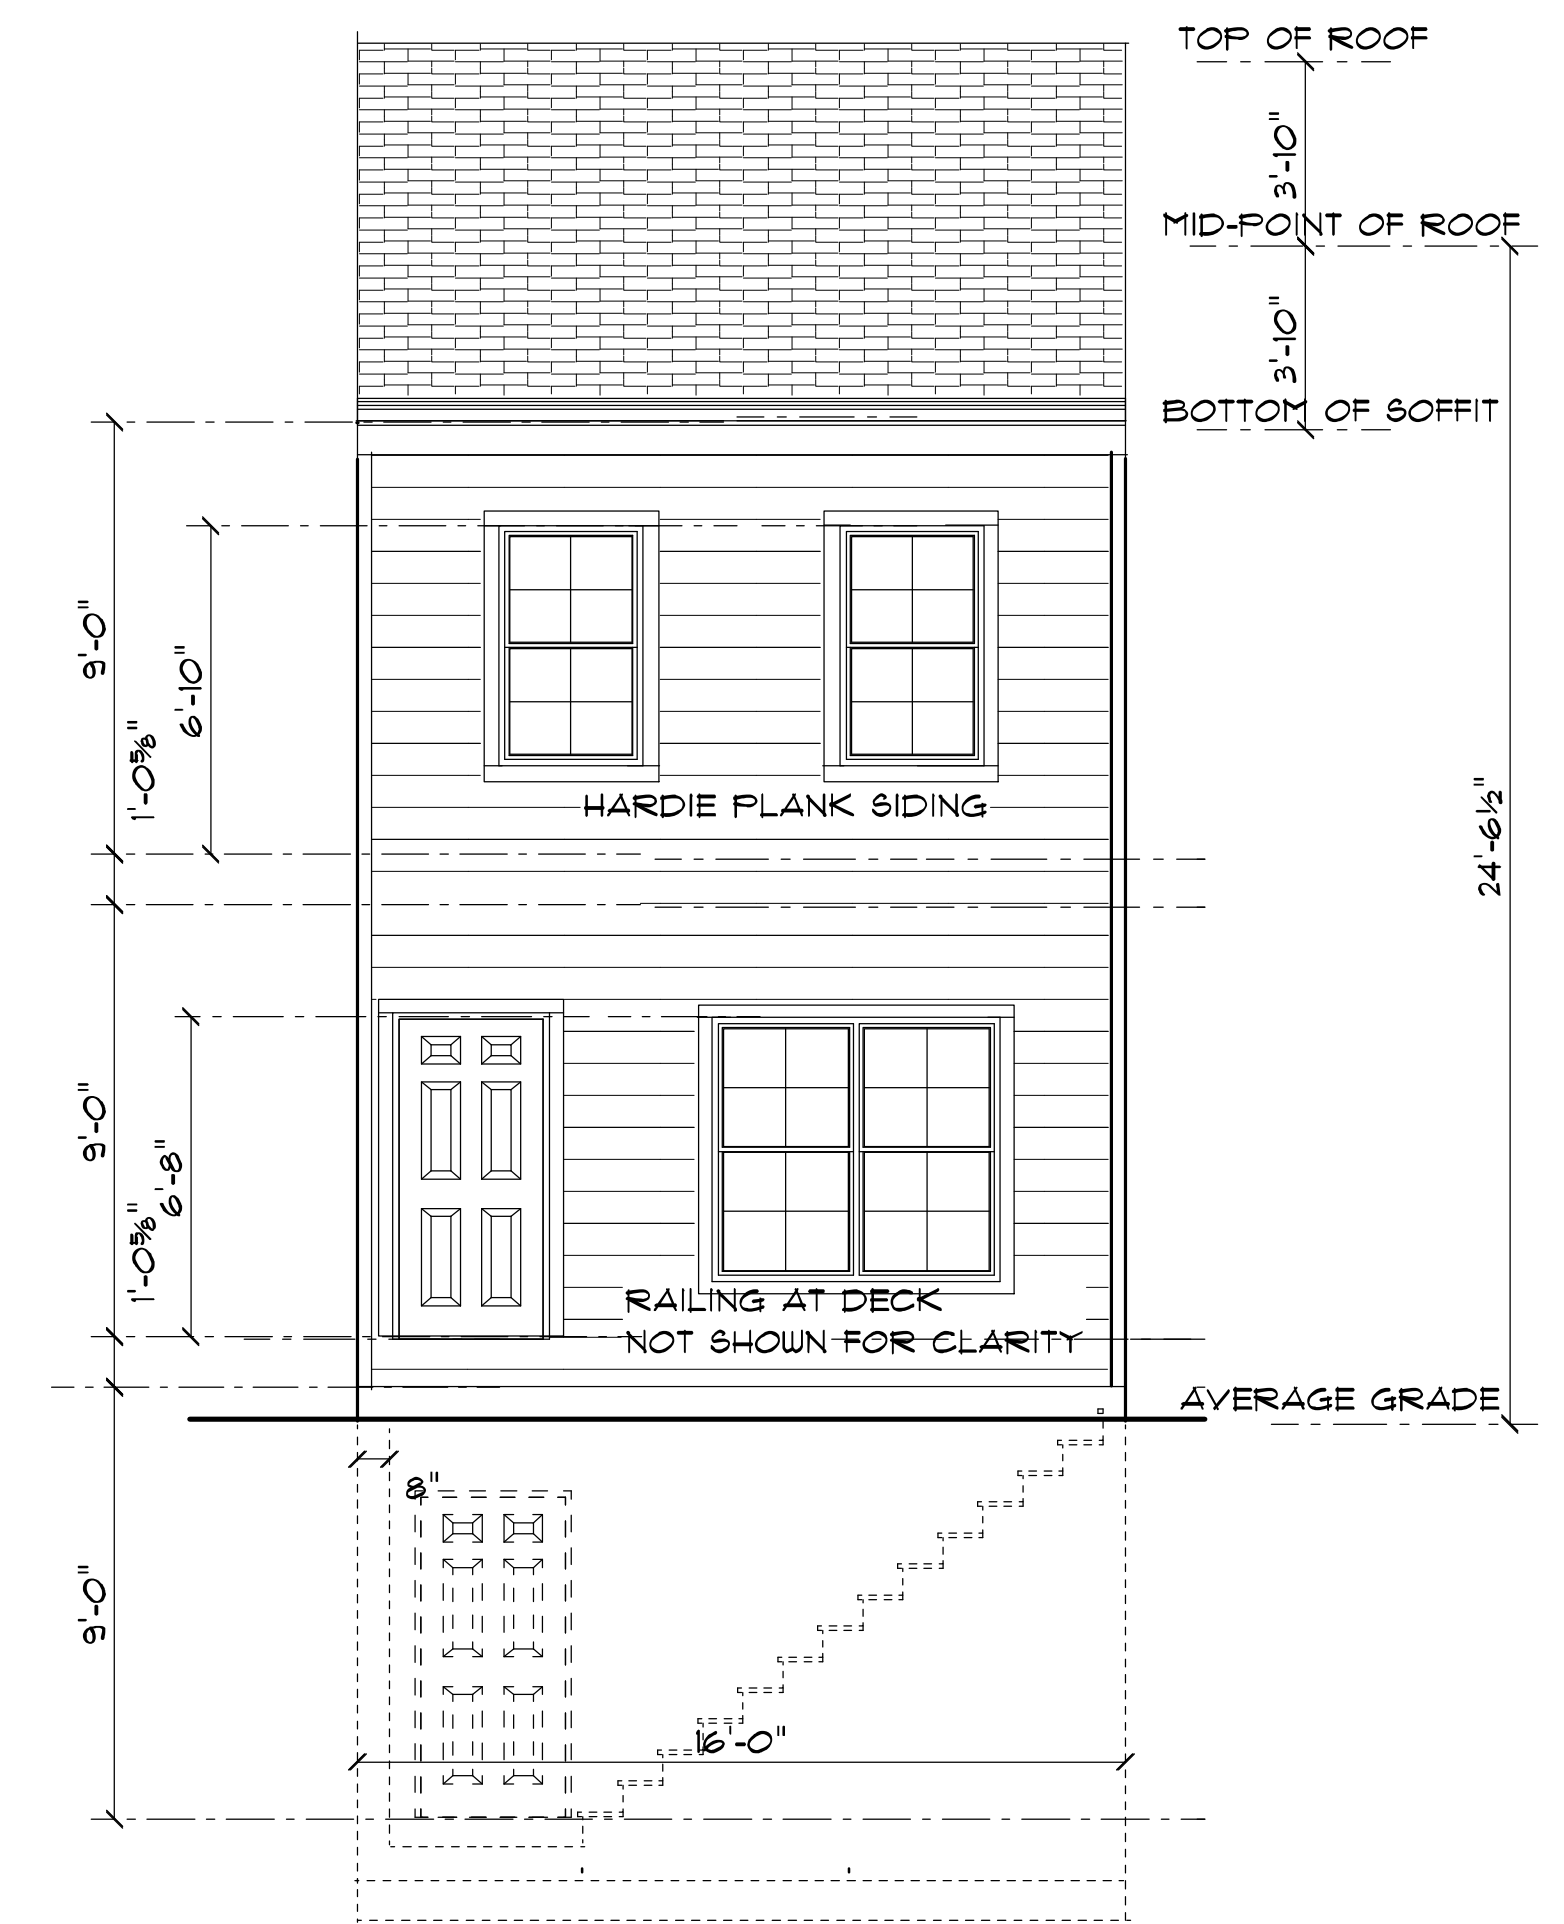 TOP OF ROOF
3'-10"
MID-POINT OF ROOF
3'-10"
BOTTOM OF SOFFIT
9'-0"
6'-10"
1'-0⅝"
HARDIE PLANK SIDING
24'-6½"
9'-0"
6'-8"
1'-0⅝"
RAILING AT DECK
NOT SHOWN FOR CLARITY
AVERAGE GRADE
8"
9'-0"
16'-0"